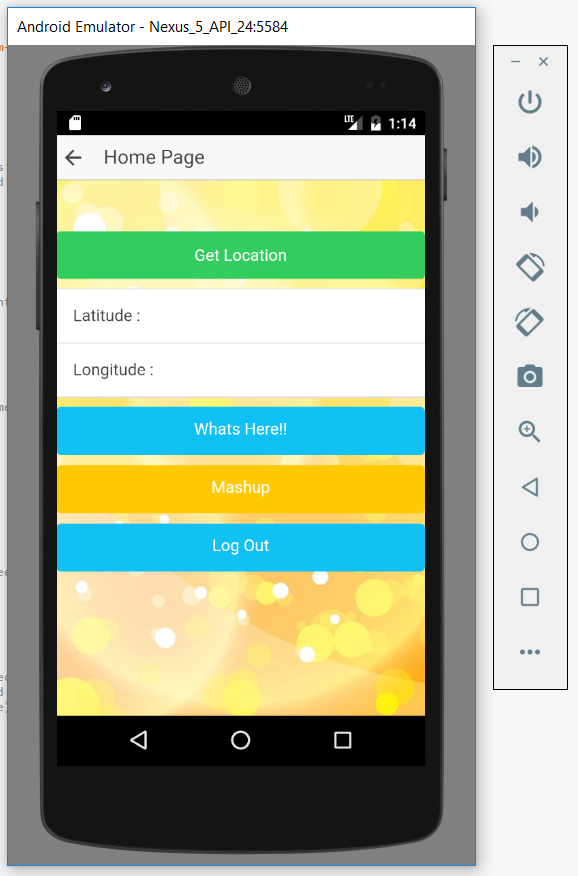 Android Emulator - Nexus_5_API_24:5584
LTE 1:14
Home Page
Get Location
Latitude :
Longitude :
Whats Here!!
Mashup
Log Out